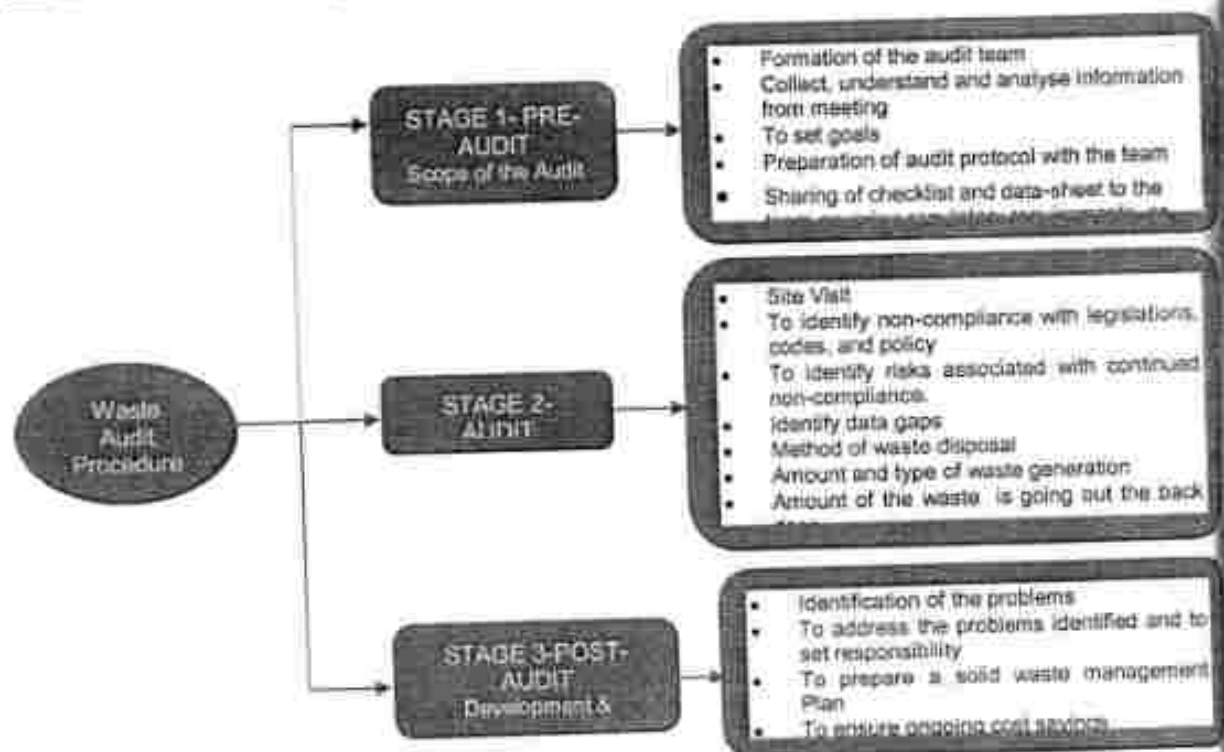 Waste
Audit
Procedure
STAGE 1- PRE-
AUDIT
Scope of the Audit
• Formation of the audit team
• Collect, understand and analyse information
from meeting
• To set goals
• Preparation of audit protocol with the team
• Sharing of checklist and data-sheet to the
STAGE 2-
AUDIT
• Site Visit
• To identify non-compliance with legislations,
codes, and policy
• To identify risks associated with continued
non-compliance.
• Identify data gaps
• Method of waste disposal
• Amount and type of waste generation
• Amount of the waste is going out the back
STAGE 3-POST-
AUDIT
Development &
• Identification of the problems
• To address the problems identified and to
set responsibility
• To prepare a solid waste management
Plan
• To ensure ongoing cost savings